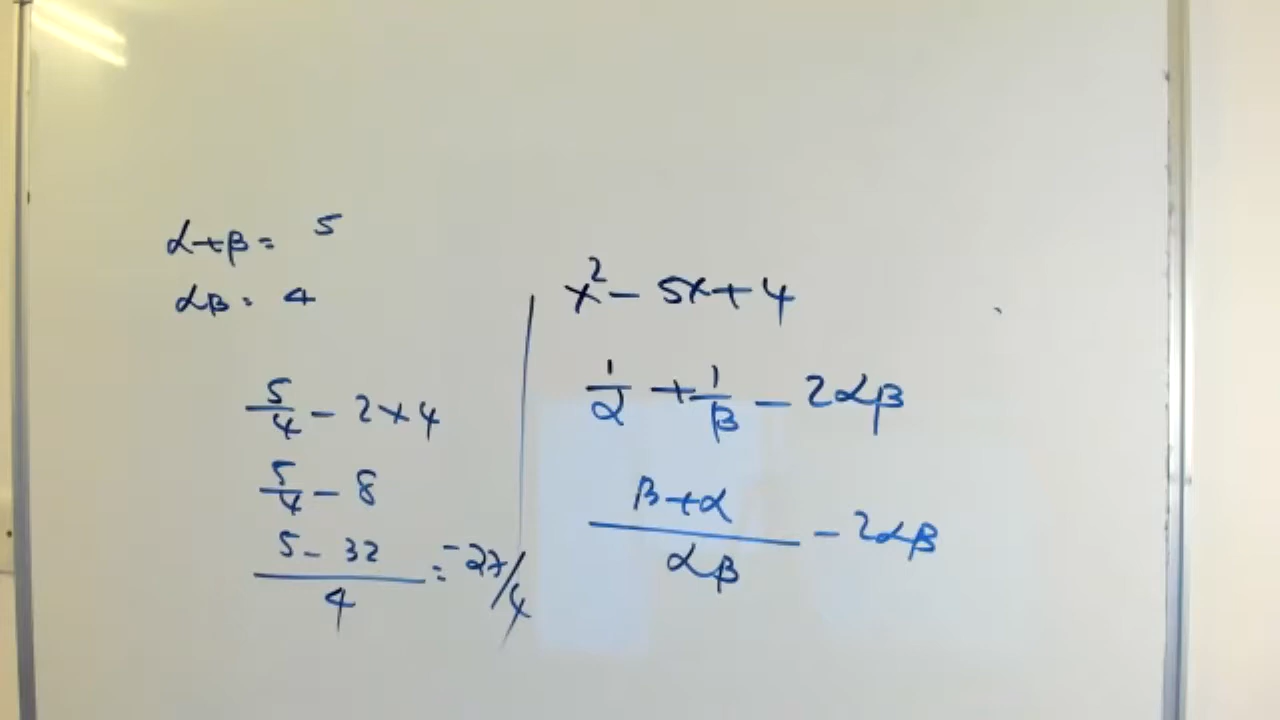 α+β = 5
αβ = 4
5/4 - 2×4
5/4 - 8
(5 - 32)/4 = -27/4
x² - 5x + 4
1/α + 1/β - 2αβ
(β+α)/(αβ) - 2αβ